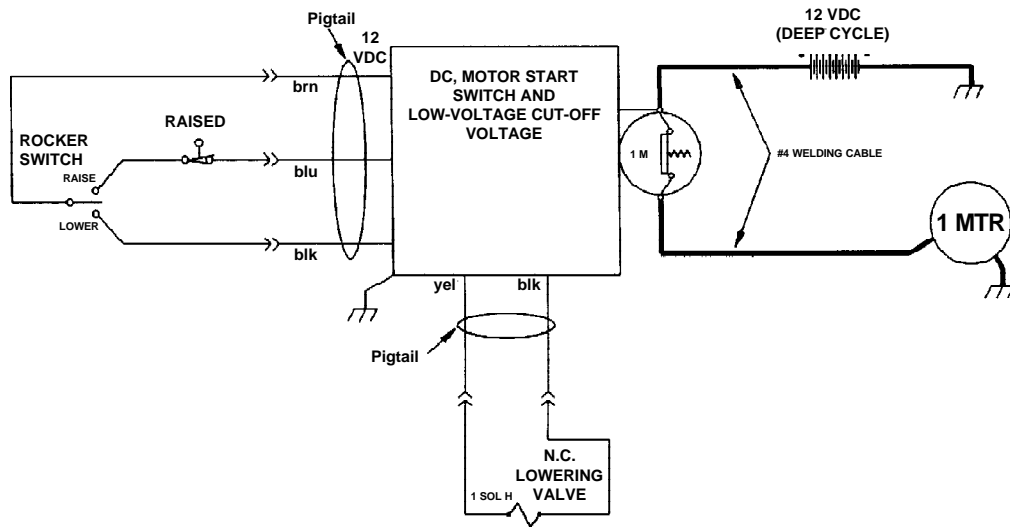 Pigtail
12
VDC
12 VDC
(DEEP CYCLE)
brn
DC, MOTOR START
SWITCH AND
LOW-VOLTAGE CUT-OFF
VOLTAGE
RAISED
ROCKER
SWITCH
RAISE
blu
1 M
#4 WELDING CABLE
LOWER
1 MTR
blk
yel
blk
Pigtail
N.C.
LOWERING
VALVE
1 SOL H